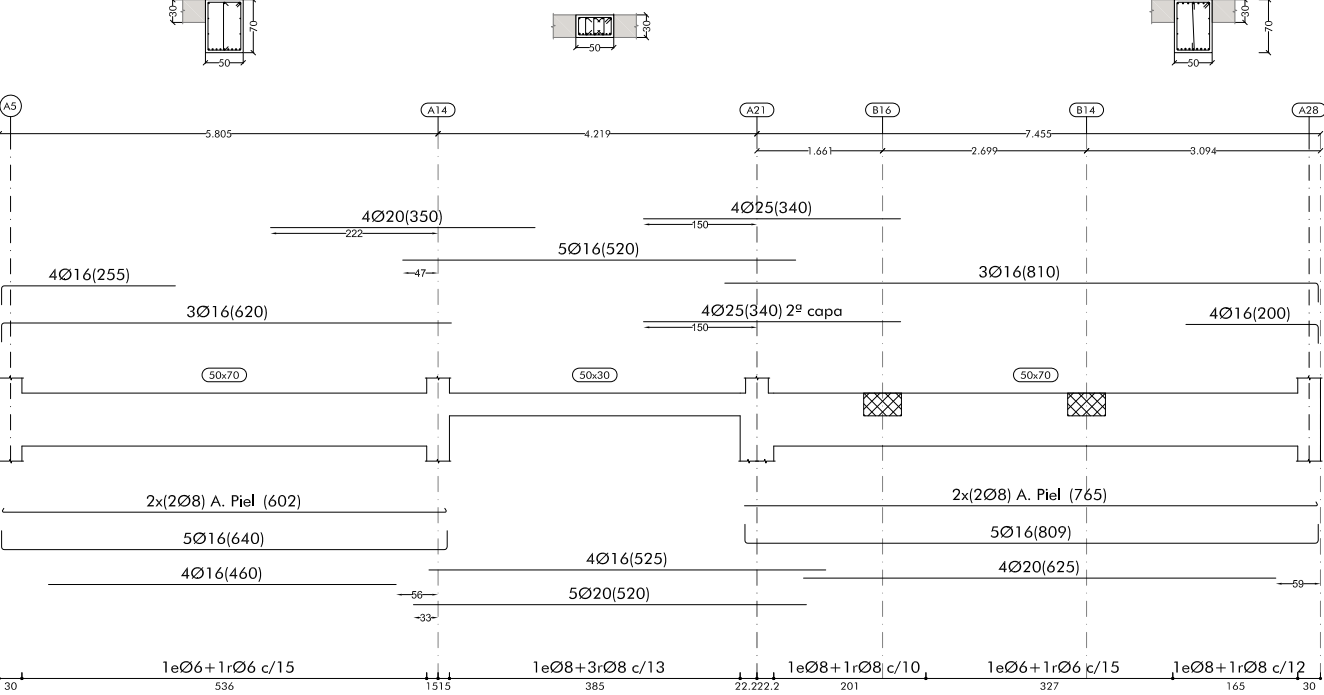 30 70 30 30 70
50 50 50
A5 A14 A21 B16 B14 A28
5.805 4.219 7.455
1.661 2.699 3.094
4Ø25(340)
4Ø20(350)
150
222
5Ø16(520)
47
4Ø16(255) 3Ø16(810)
3Ø16(620) 4Ø25(340) 2ª capa 4Ø16(200)
150
50x70 50x30 50x70
2x(2Ø8) A. Piel (602) 2x(2Ø8) A. Piel (765)
5Ø16(640) 5Ø16(809)
4Ø16(525)
4Ø16(460) 4Ø20(625)
59
56 5Ø20(520)
33
1eØ6+1rØ6 c/15 1eØ8+3rØ8 c/13 1eØ8+1rØ8 c/10 1eØ6+1rØ6 c/15 1eØ8+1rØ8 c/12
30 536 1515 385 22.222.2 201 327 165 30